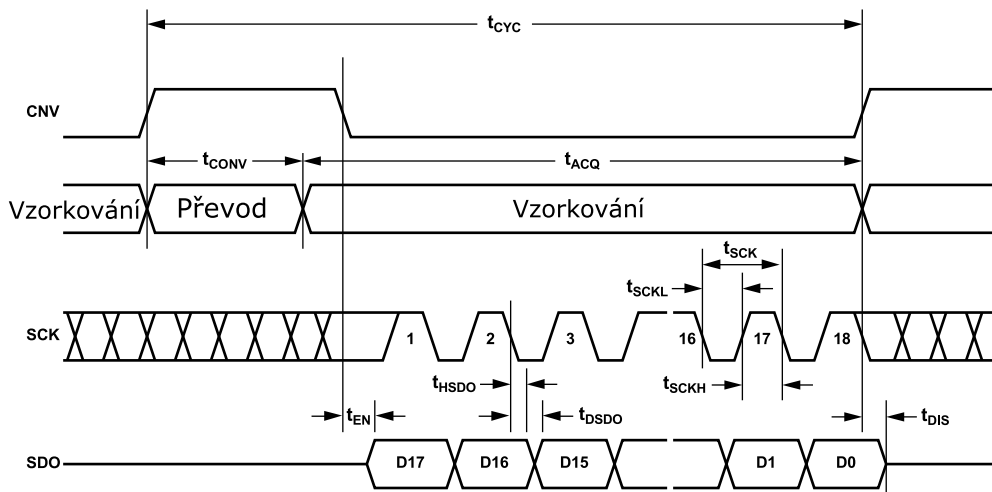 tCYC
CNV
tCONV
tACQ
Vzorkování Převod Vzorkování
tSCK
tSCKL
SCK 1 2 3 16 17 18
tHSDO tSCKH
tEN tDSDO tDIS
SDO D17 D16 D15 D1 D0